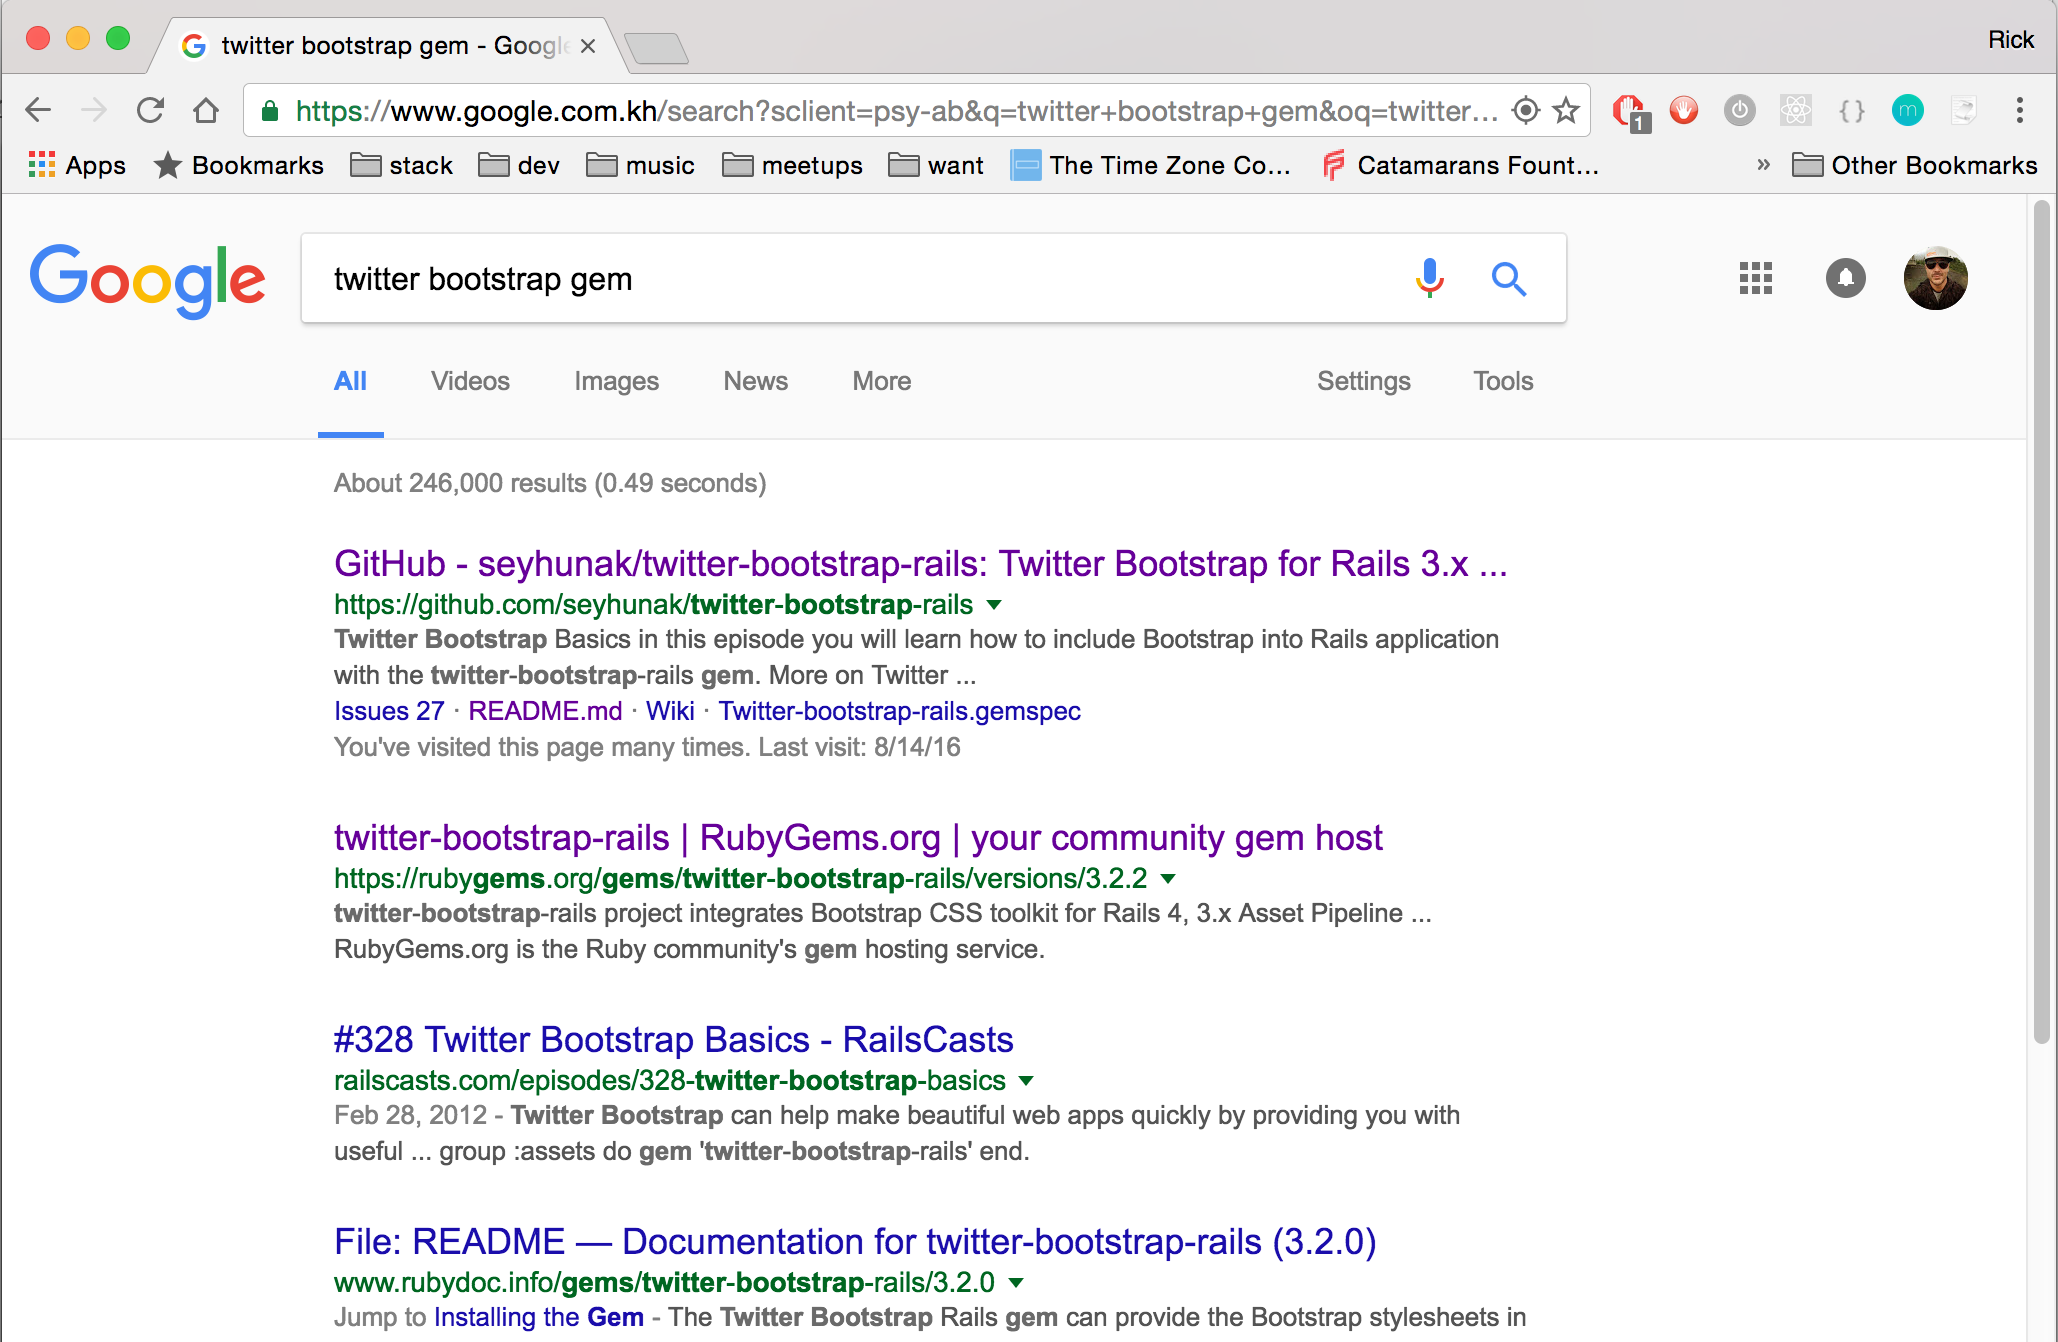 twitter bootstrap gem - Google
Rick
https://www.google.com.kh/search?sclient=psy-ab&q=twitter+bootstrap+gem&oq=twitter...
1
{ }
m
Apps Bookmarks stack dev music meetups want The Time Zone Co... Catamarans Fount... » Other Bookmarks
Google
twitter bootstrap gem
All Videos Images News More Settings Tools
About 246,000 results (0.49 seconds)
GitHub - seyhunak/twitter-bootstrap-rails: Twitter Bootstrap for Rails 3.x ...
https://github.com/seyhunak/twitter-bootstrap-rails
Twitter Bootstrap Basics in this episode you will learn how to include Bootstrap into Rails application
with the twitter-bootstrap-rails gem. More on Twitter ...
Issues 27 · README.md · Wiki · Twitter-bootstrap-rails.gemspec
You've visited this page many times. Last visit: 8/14/16
twitter-bootstrap-rails | RubyGems.org | your community gem host
https://rubygems.org/gems/twitter-bootstrap-rails/versions/3.2.2
twitter-bootstrap-rails project integrates Bootstrap CSS toolkit for Rails 4, 3.x Asset Pipeline ...
RubyGems.org is the Ruby community's gem hosting service.
#328 Twitter Bootstrap Basics - RailsCasts
railscasts.com/episodes/328-twitter-bootstrap-basics
Feb 28, 2012 - Twitter Bootstrap can help make beautiful web apps quickly by providing you with
useful ... group :assets do gem 'twitter-bootstrap-rails' end.
File: README — Documentation for twitter-bootstrap-rails (3.2.0)
www.rubydoc.info/gems/twitter-bootstrap-rails/3.2.0
Jump to Installing the Gem - The Twitter Bootstrap Rails gem can provide the Bootstrap stylesheets in